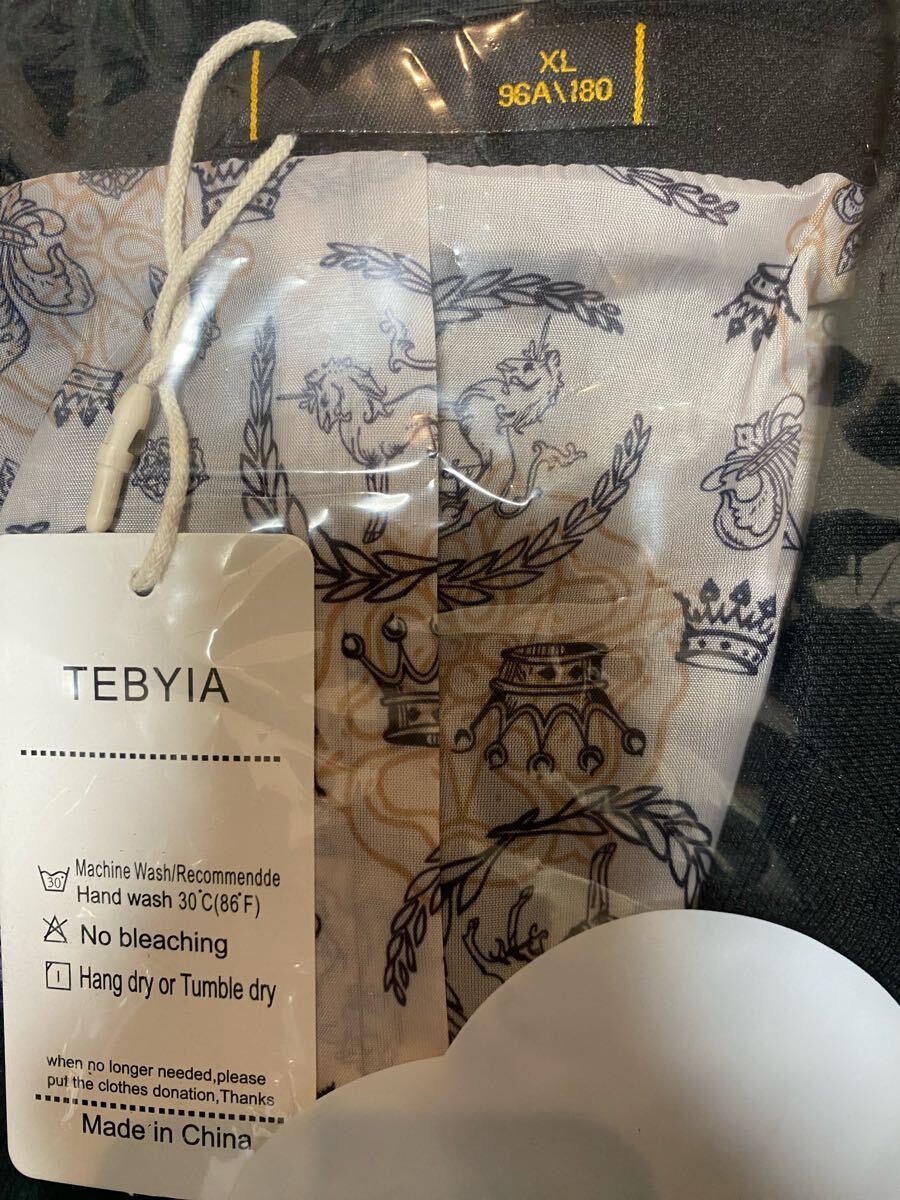 XL
96A\180
TEBYIA
30°
Machine Wash/Recommendde
Hand wash 30°C(86°F)
No bleaching
Hang dry or Tumble dry
when no longer needed,please
put the clothes donation,Thanks
Made in China